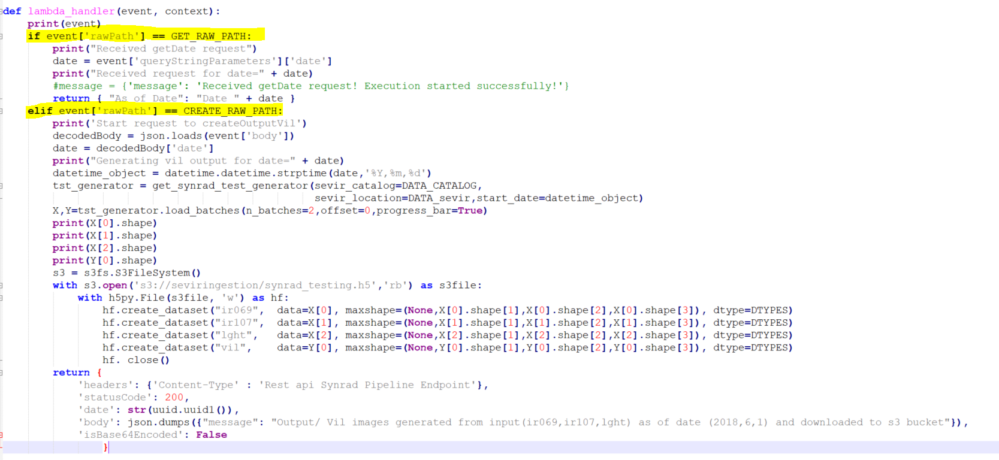 def lambda_handler(event, context):
    print(event)
    if event['rawPath'] == GET_RAW_PATH:
        print("Received getDate request")
        date = event['queryStringParameters']['date']
        print("Received request for date=" + date)
        #message = {'message': 'Received getDate request! Execution started successfully!'}
        return { "As of Date": "Date " + date }
    elif event['rawPath'] == CREATE_RAW_PATH:
        print('Start request to createOutputVil')
        decodedBody = json.loads(event['body'])
        date = decodedBody['date']
        print("Generating vil output for date=" + date)
        datetime_object = datetime.datetime.strptime(date,'%Y,%m,%d')
        tst_generator = get_synrad_test_generator(sevir_catalog=DATA_CATALOG,
                                                  sevir_location=DATA_sevir,start_date=datetime_object)
        X,Y=tst_generator.load_batches(n_batches=2,offset=0,progress_bar=True)
        print(X[0].shape)
        print(X[1].shape)
        print(X[2].shape)
        print(Y[0].shape)
        s3 = s3fs.S3FileSystem()
        with s3.open('s3://seviringestion/synrad_testing.h5','rb') as s3file:
            with h5py.File(s3file, 'w') as hf:
                hf.create_dataset("ir069",  data=X[0], maxshape=(None,X[0].shape[1],X[0].shape[2],X[0].shape[3]), dtype=DTYPES)
                hf.create_dataset("ir107",  data=X[1], maxshape=(None,X[1].shape[1],X[1].shape[2],X[1].shape[3]), dtype=DTYPES)
                hf.create_dataset("lght",   data=X[2], maxshape=(None,X[2].shape[1],X[2].shape[2],X[2].shape[3]), dtype=DTYPES)
                hf.create_dataset("vil",    data=Y[0], maxshape=(None,Y[0].shape[1],Y[0].shape[2],Y[0].shape[3]), dtype=DTYPES)
                hf. close()
        return {
            'headers': {'Content-Type' : 'Rest api Synrad Pipeline Endpoint'},
            'statusCode': 200,
            'date': str(uuid.uuid1()),
            'body': json.dumps({"message": "Output/ Vil images generated from input(ir069,ir107,lght) as of date (2018,6,1) and downloaded to s3 bucket"}),
            'isBase64Encoded': False
                }